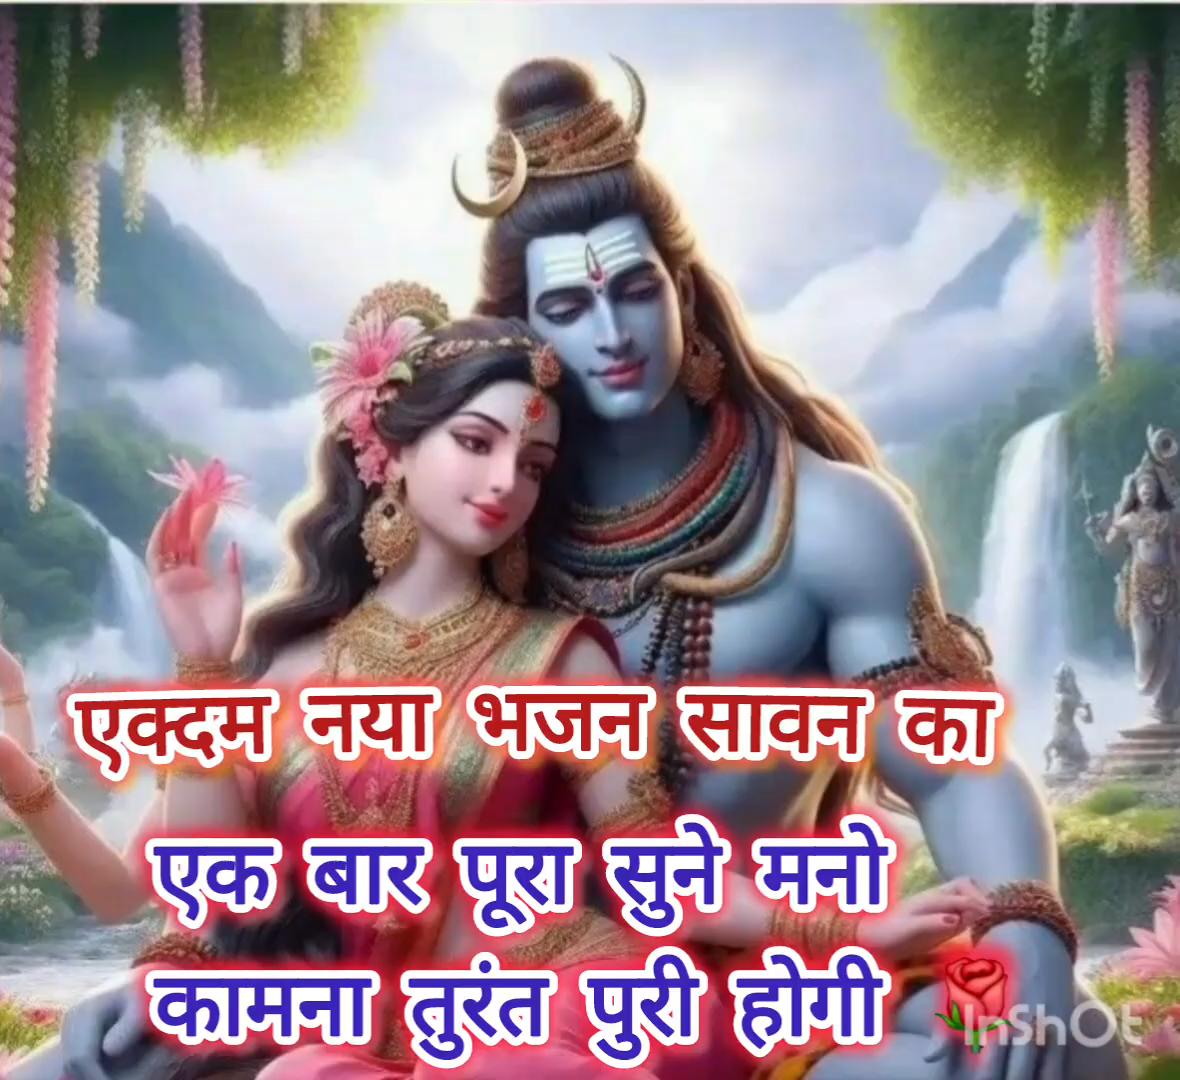 एक्दम नया भजन सावन का
एक बार पूरा सुने मनो
कामना तुरंत पुरी होगी
InShOt